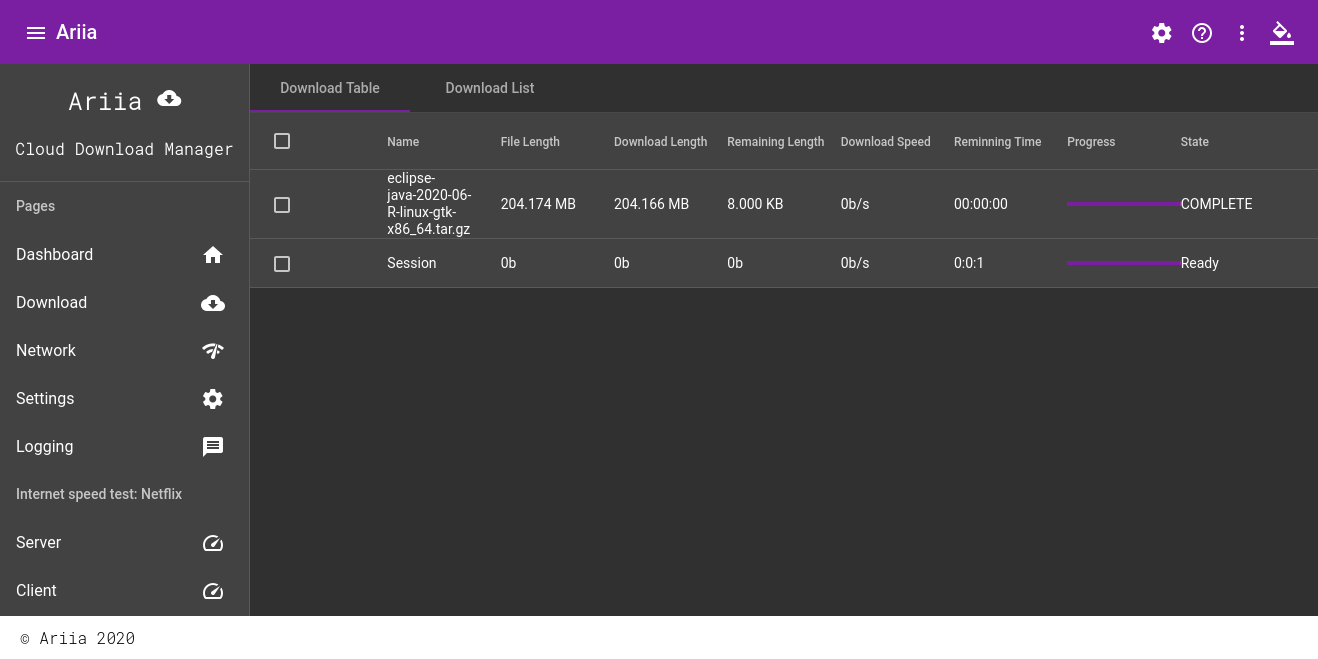 Ariia
Ariia
Cloud Download Manager
Pages
Dashboard
Download
Network
Settings
Logging
Internet speed test: Netflix
Server
Client
Download Table Download List
Name File Length Download Length Remaining Length Download Speed Reminning Time Progress State
eclipse-
java-2020-06-
R-linux-gtk-
x86_64.tar.gz
204.174 MB 204.166 MB 8.000 KB 0b/s 00:00:00 COMPLETE
Session 0b 0b 0b 0b/s 0:0:1 Ready
© Ariia 2020